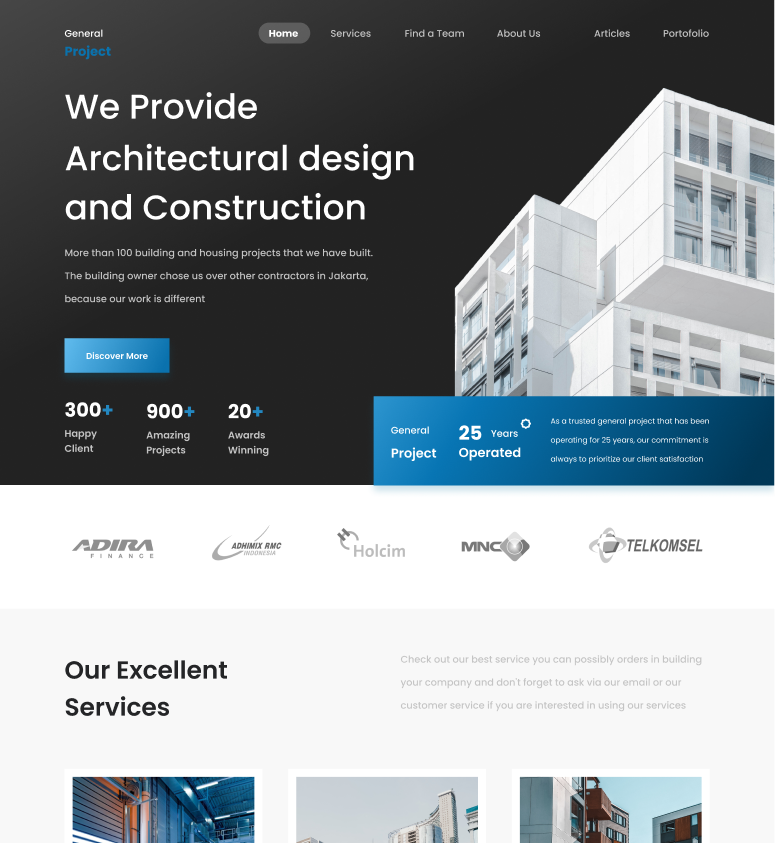 General
Project
Home Services Find a Team About Us Articles Portofolio
We Provide
Architectural design
and Construction
More than 100 building and housing projects that we have built.
The building owner chose us over other contractors in Jakarta,
because our work is different
Discover More
300+
Happy
Client
900+
Amazing
Projects
20+
Awards
Winning
General
Project
25 Years
Operated
As a trusted general project that has been
operating for 25 years, our commitment is
always to prioritize our client satisfaction
ADIRA
FINANCE
ADHIMIX RMC
INDONESIA
Holcim
MNC
TELKOMSEL
Our Excellent
Services
Check out our best service you can possibly orders in building
your company and don't forget to ask via our email or our
customer service if you are interested in using our services